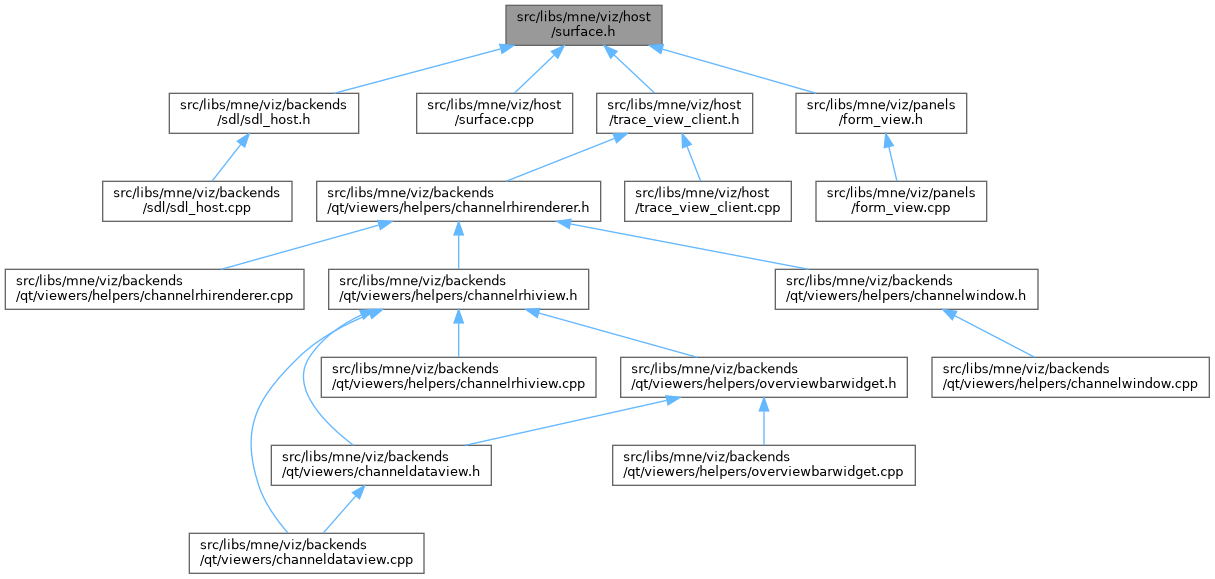 src/libs/mne/viz/host
/surface.h
src/libs/mne/viz/backends
/sdl/sdl_host.h
src/libs/mne/viz/host
/surface.cpp
src/libs/mne/viz/host
/trace_view_client.h
src/libs/mne/viz/panels
/form_view.h
src/libs/mne/viz/backends
/sdl/sdl_host.cpp
src/libs/mne/viz/backends
/qt/viewers/helpers/channelrhirenderer.h
src/libs/mne/viz/host
/trace_view_client.cpp
src/libs/mne/viz/panels
/form_view.cpp
src/libs/mne/viz/backends
/qt/viewers/helpers/channelrhirenderer.cpp
src/libs/mne/viz/backends
/qt/viewers/helpers/channelrhiview.h
src/libs/mne/viz/backends
/qt/viewers/helpers/channelwindow.h
src/libs/mne/viz/backends
/qt/viewers/helpers/channelrhiview.cpp
src/libs/mne/viz/backends
/qt/viewers/helpers/overviewbarwidget.h
src/libs/mne/viz/backends
/qt/viewers/helpers/channelwindow.cpp
src/libs/mne/viz/backends
/qt/viewers/channeldataview.h
src/libs/mne/viz/backends
/qt/viewers/helpers/overviewbarwidget.cpp
src/libs/mne/viz/backends
/qt/viewers/channeldataview.cpp